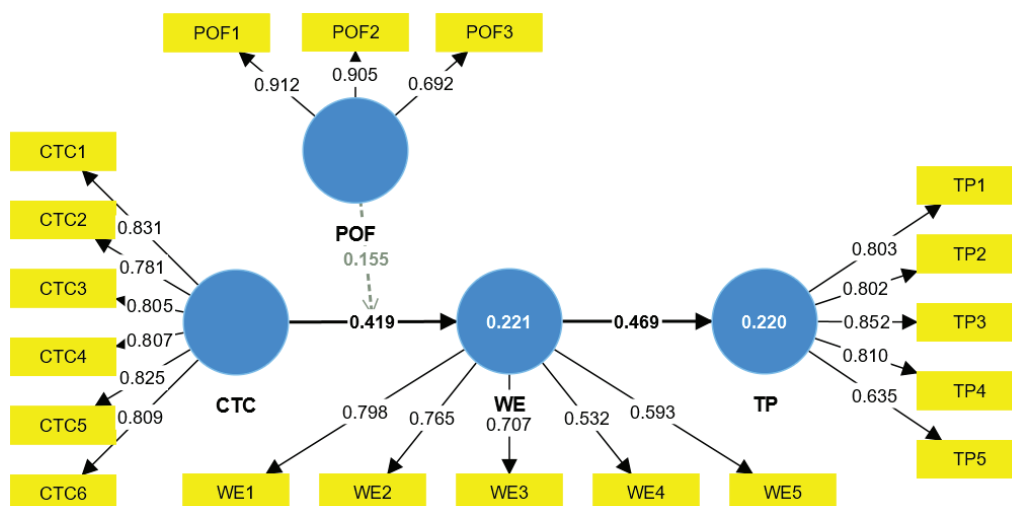 POF1
POF2
POF3
0.912
0.905
0.692
CTC1
CTC2
CTC3
CTC4
CTC5
CTC6
0.831
0.781
0.805
0.807
0.825
0.809
POF
0.155
CTC
0.419
0.221
WE
0.469
0.220
TP
0.798
0.765
0.707
0.532
0.593
WE1
WE2
WE3
WE4
WE5
0.803
0.802
0.852
0.810
0.635
TP1
TP2
TP3
TP4
TP5